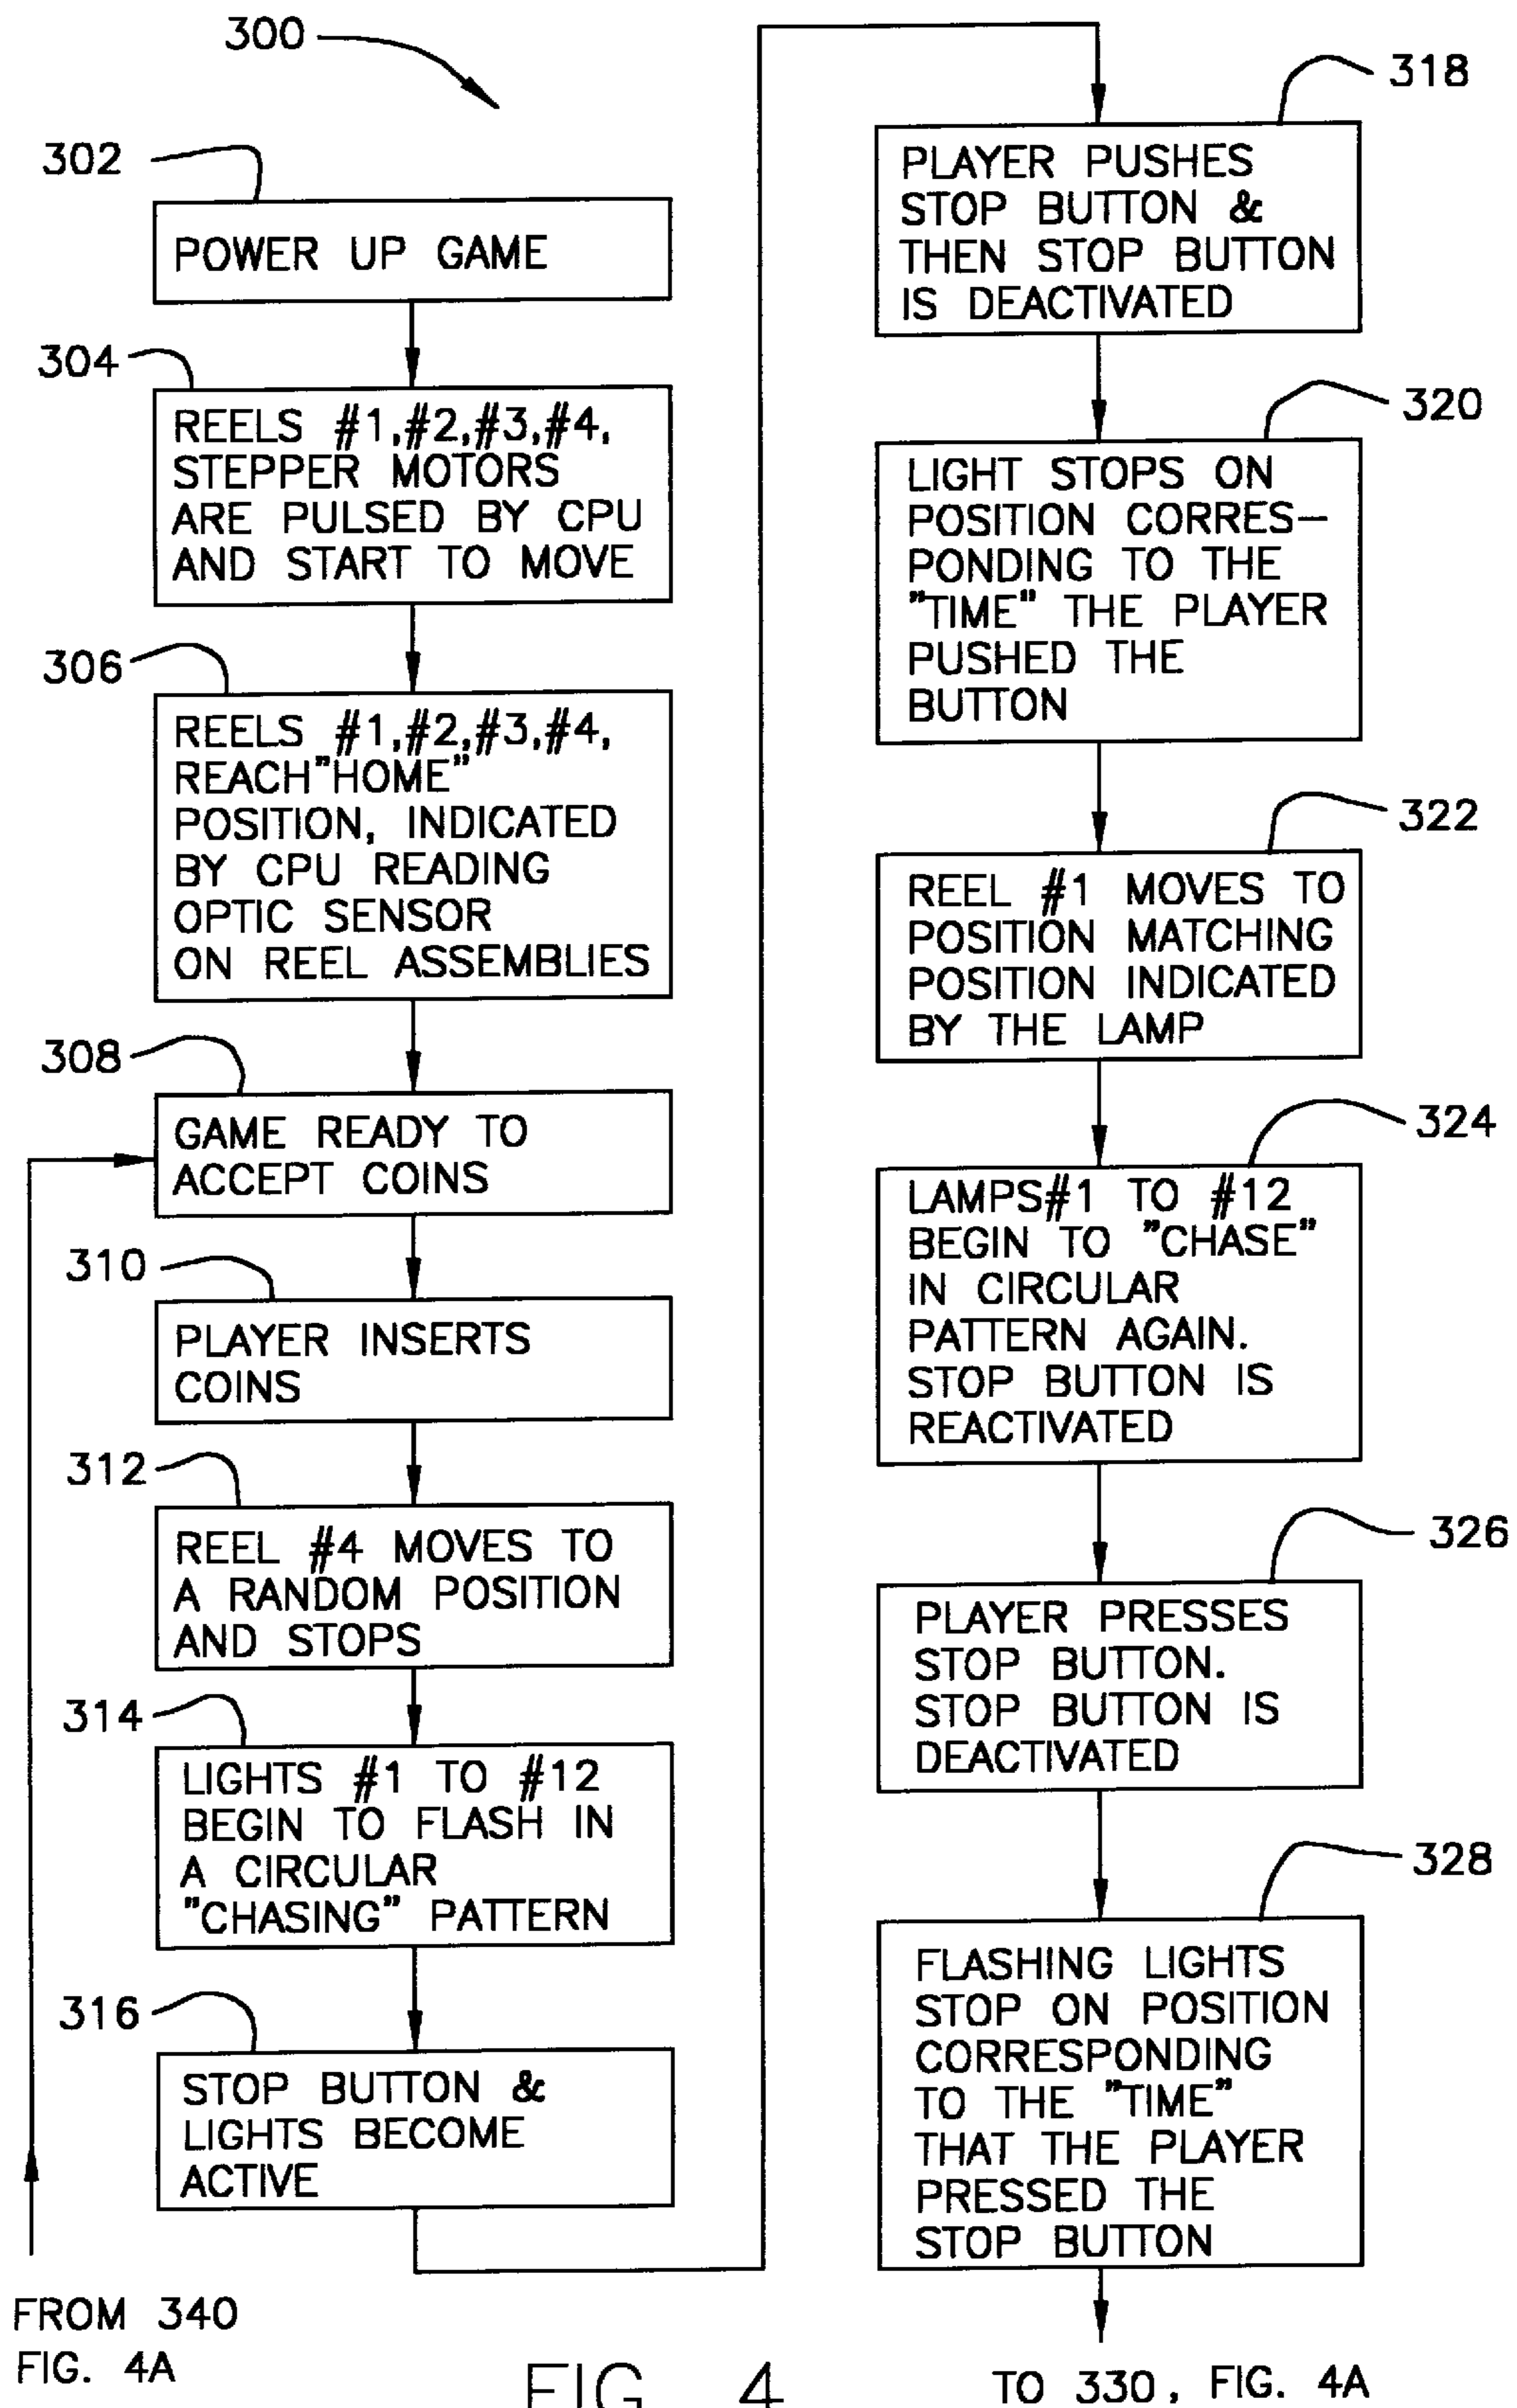 300
302
POWER UP GAME
304
REELS #1,#2,#3,#4,
STEPPER MOTORS
ARE PULSED BY CPU
AND START TO MOVE
306
REELS #1,#2,#3,#4,
REACH"HOME"
POSITION, INDICATED
BY CPU READING
OPTIC SENSOR
ON REEL ASSEMBLIES
308
GAME READY TO
ACCEPT COINS
310
PLAYER INSERTS
COINS
312
REEL #4 MOVES TO
A RANDOM POSITION
AND STOPS
314
LIGHTS #1 TO #12
BEGIN TO FLASH IN
A CIRCULAR
"CHASING" PATTERN
316
STOP BUTTON &
LIGHTS BECOME
ACTIVE
FROM 340
FIG. 4A
318
PLAYER PUSHES
STOP BUTTON &
THEN STOP BUTTON
IS DEACTIVATED
320
LIGHT STOPS ON
POSITION CORRES-
PONDING TO THE
"TIME" THE PLAYER
PUSHED THE
BUTTON
322
REEL #1 MOVES TO
POSITION MATCHING
POSITION INDICATED
BY THE LAMP
324
LAMPS#1 TO #12
BEGIN TO "CHASE"
IN CIRCULAR
PATTERN AGAIN.
STOP BUTTON IS
REACTIVATED
326
PLAYER PRESSES
STOP BUTTON.
STOP BUTTON IS
DEACTIVATED
328
FLASHING LIGHTS
STOP ON POSITION
CORRESPONDING
TO THE "TIME"
THAT THE PLAYER
PRESSED THE
STOP BUTTON
TO 330, FIG. 4A
FIG. 4